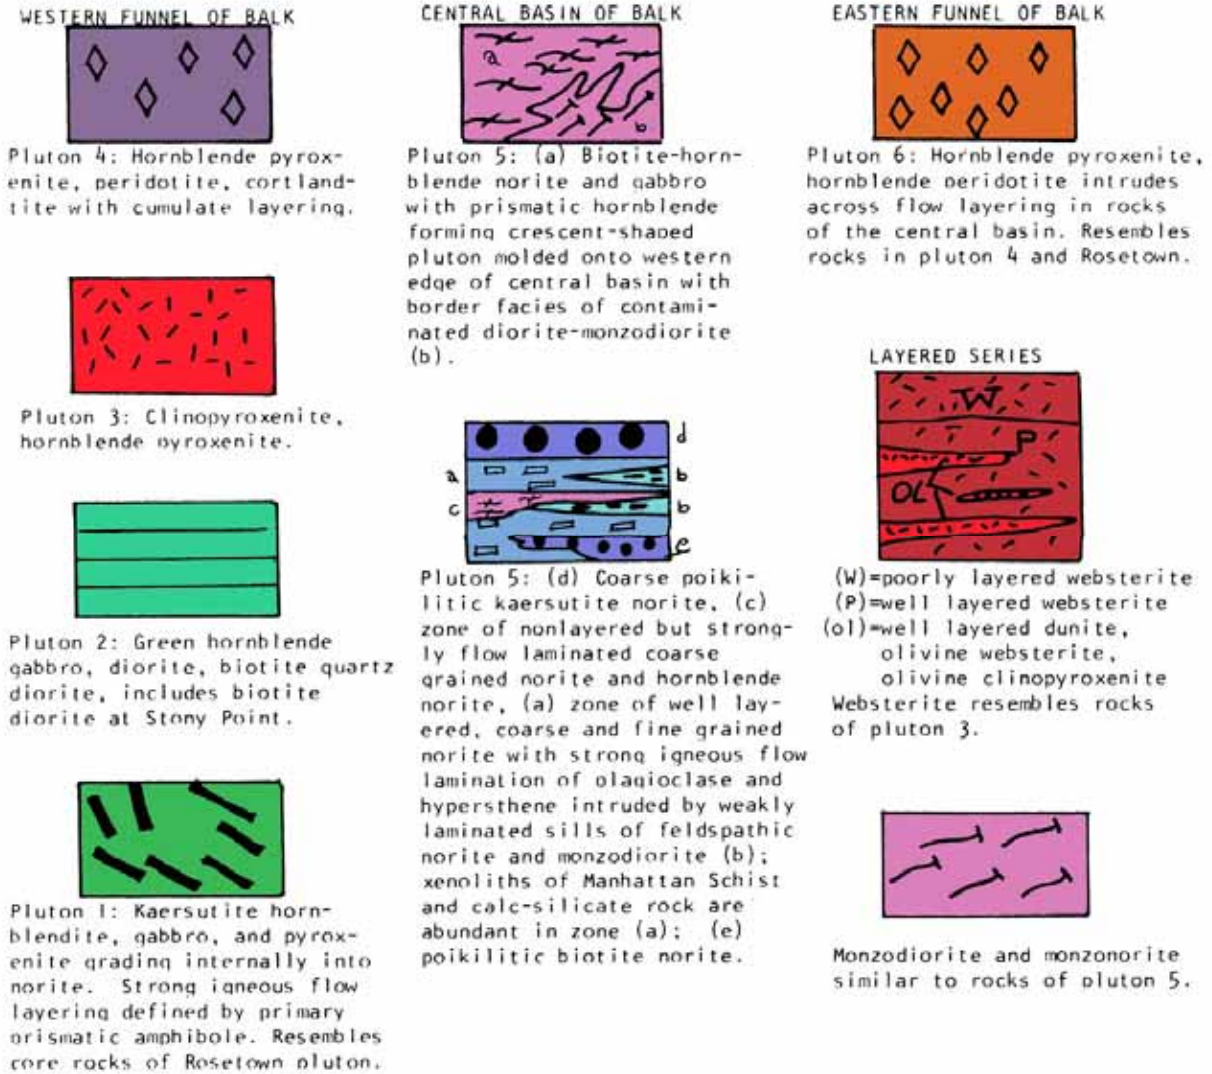 WESTERN FUNNEL OF BALK
Pluton 4: Hornblende pyrox-
enite, peridotite, cortland-
tite with cumulate layering.
Pluton 3: Clinopyroxenite,
hornblende pyroxenite.
Pluton 2: Green hornblende
gabbro, diorite, biotite quartz
diorite, includes biotite
diorite at Stony Point.
Pluton 1: Kaersutite horn-
blendite, gabbro, and pyrox-
enite grading internally into
norite. Strong igneous flow
layering defined by primary
prismatic amphibole. Resembles
core rocks of Rosetown pluton.
CENTRAL BASIN OF BALK
a
b
Pluton 5: (a) Biotite-horn-
blende norite and gabbro
with prismatic hornblende
forming crescent-shaped
pluton molded onto western
edge of central basin with
border facies of contami-
nated diorite-monzodiorite
(b).
d
a
b
c
b
e
Pluton 5: (d) Coarse poiki-
litic kaersutite norite, (c)
zone of nonlayered but strong-
ly flow laminated coarse
grained norite and hornblende
norite, (a) zone of well lay-
ered, coarse and fine grained
norite with strong igneous flow
lamination of plagioclase and
hypersthene intruded by weakly
laminated sills of feldspathic
norite and monzodiorite (b);
xenoliths of Manhattan Schist
and calc-silicate rock are
abundant in zone (a); (e)
poikilitic biotite norite.
EASTERN FUNNEL OF BALK
Pluton 6: Hornblende pyroxenite,
hornblende peridotite intrudes
across flow layering in rocks
of the central basin. Resembles
rocks in pluton 4 and Rosetown.
LAYERED SERIES
W
P
OL
(W)=poorly layered websterite
(P)=well layered websterite
(ol)=well layered dunite,
olivine websterite,
olivine clinopyroxenite
Websterite resembles rocks
of pluton 3.
Monzodiorite and monzonorite
similar to rocks of pluton 5.